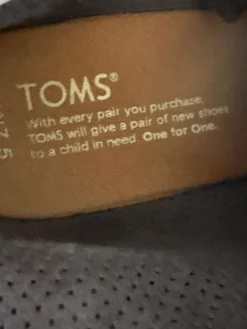 TOMS®
With every pair you purchase,
TOMS will give a pair of new shoes
to a child in need. One for One.